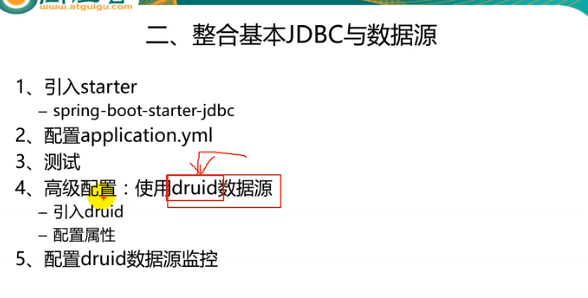 www.atguigu.com
二、整合基本JDBC与数据源
1、引入starter
– spring-boot-starter-jdbc
2、配置application.yml
3、测试
4、高级配置：使用druid数据源
– 引入druid
– 配置属性
5、配置druid数据源监控